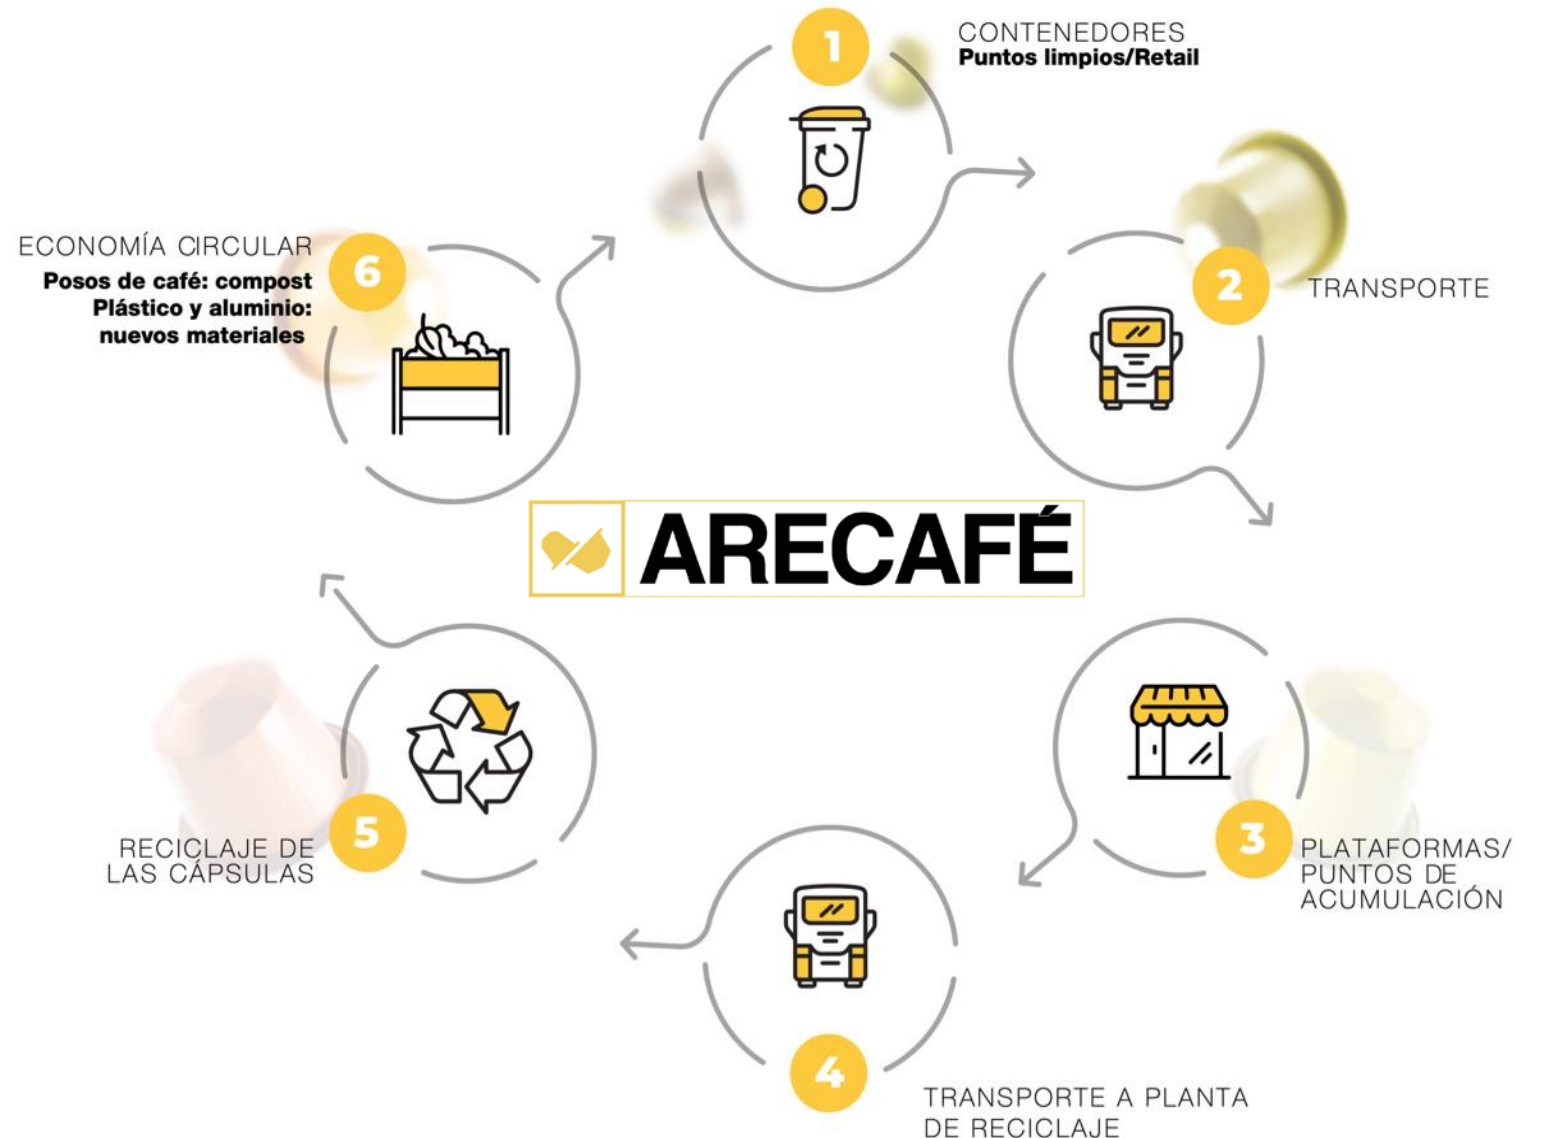 1
CONTENEDORES
Puntos limpios/Retail
2
TRANSPORTE
3
PLATAFORMAS/
PUNTOS DE
ACUMULACIÓN
4
TRANSPORTE A PLANTA
DE RECICLAJE
5
RECICLAJE DE
LAS CÁPSULAS
6
ECONOMÍA CIRCULAR
Posos de café: compost
Plástico y aluminio:
nuevos materiales
ARECAFÉ